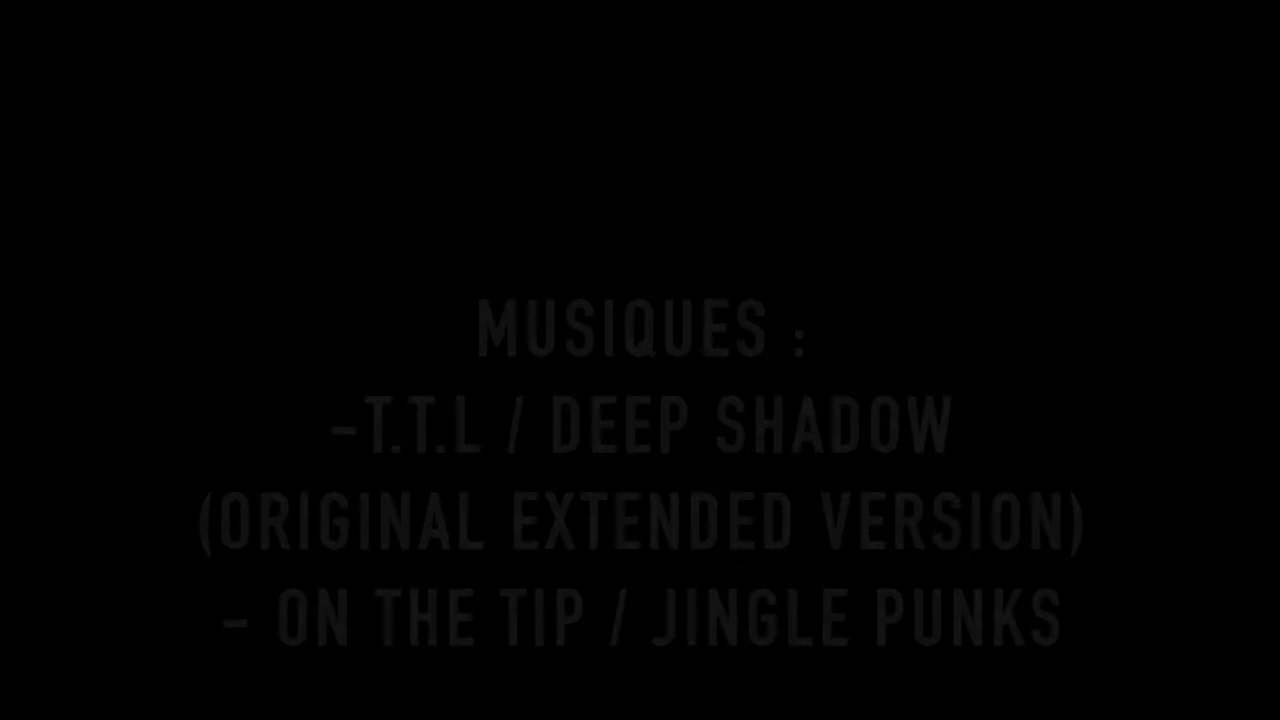 MUSIQUES :
-T.T.L / DEEP SHADOW
(ORIGINAL EXTENDED VERSION)
- ON THE TIP / JINGLE PUNKS